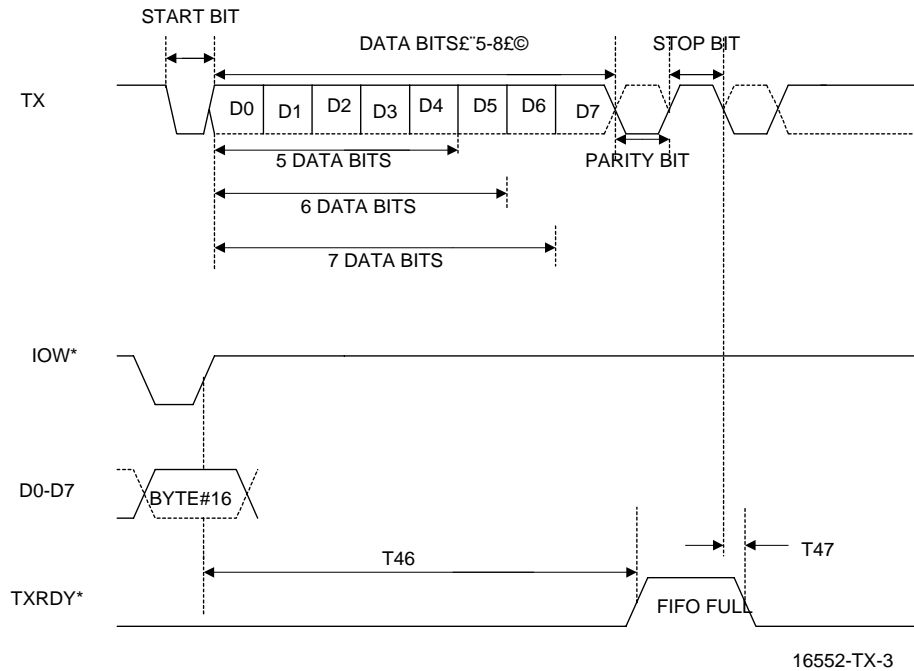 START BIT
DATA BITS£¨5-8£©
STOP BIT
TX
D0 D1 D2 D3 D4 D5 D6 D7
5 DATA BITS
PARITY BIT
6 DATA BITS
7 DATA BITS
IOW*
D0-D7
BYTE#16
T46
T47
TXRDY*
FIFO FULL
16552-TX-3